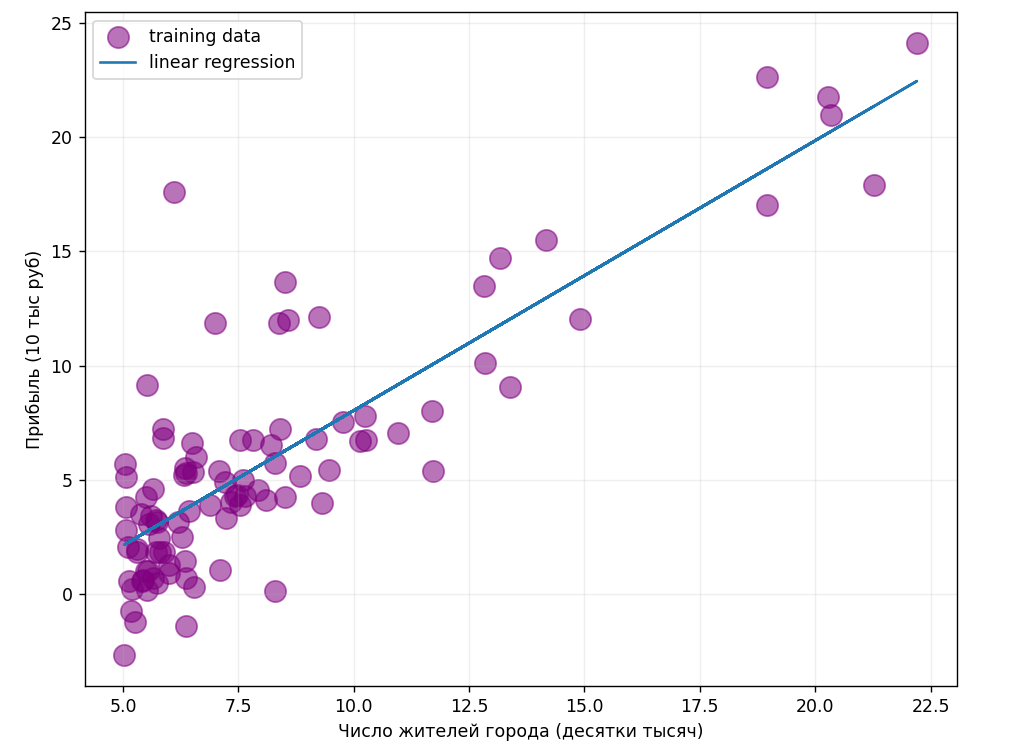 training data
linear regression
25
20
15
10
5
0
Прибыль (10 тыс руб)
5.0 7.5 10.0 12.5 15.0 17.5 20.0 22.5
Число жителей города (десятки тысяч)